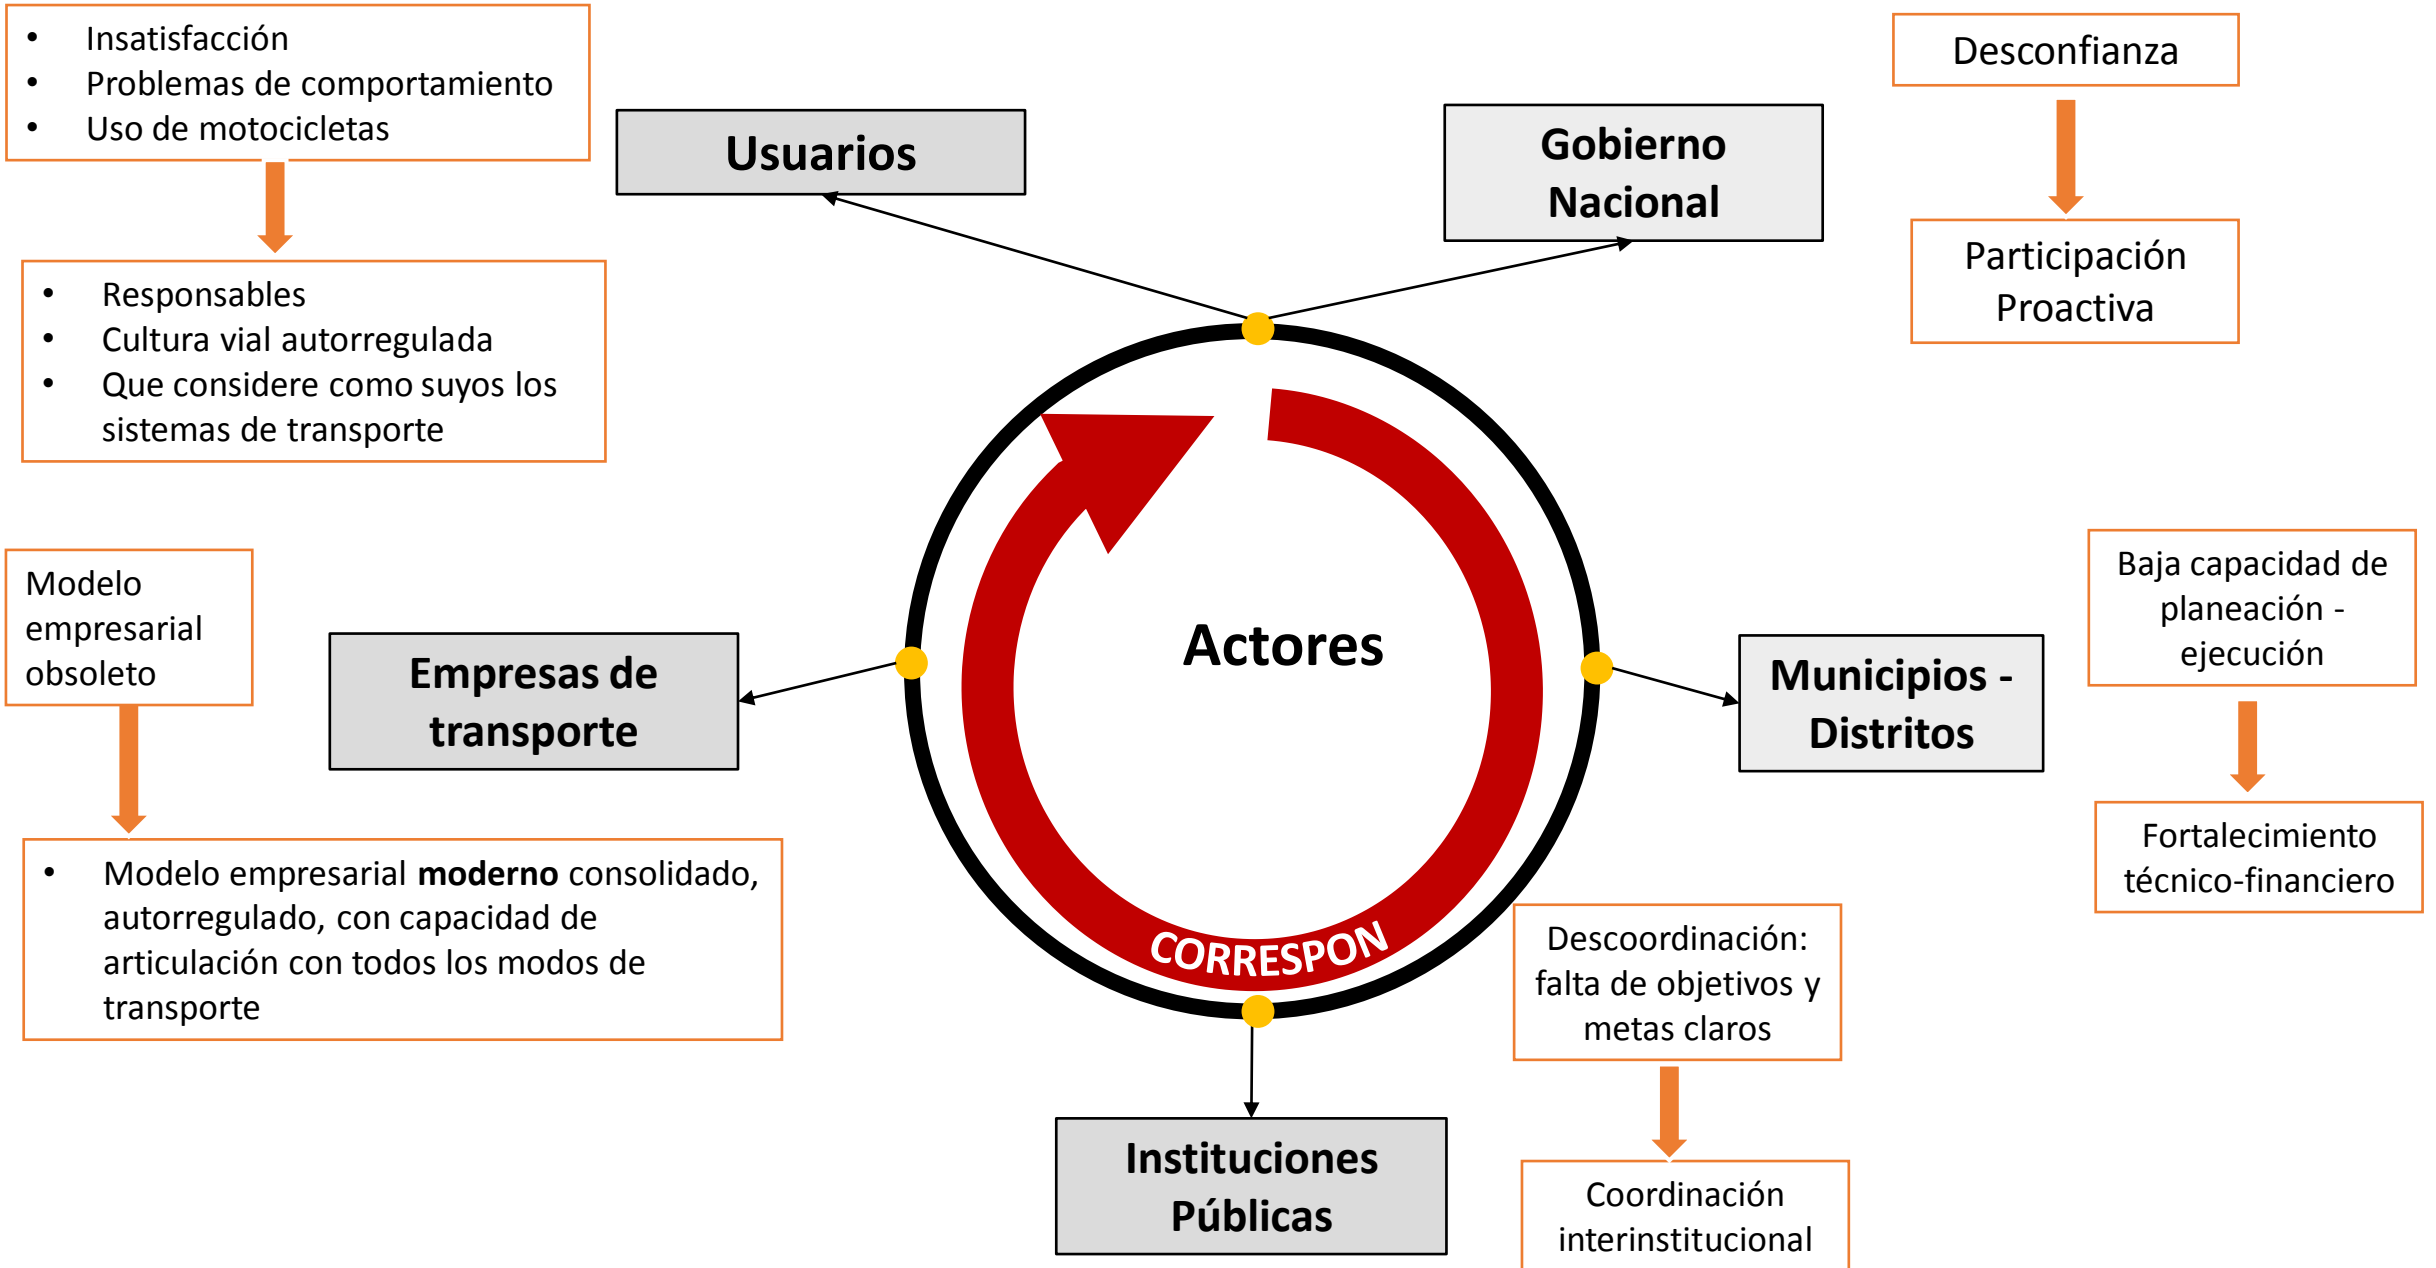 • Insatisfacción
• Problemas de comportamiento
• Uso de motocicletas
• Responsables
• Cultura vial autorregulada
• Que considere como suyos los
sistemas de transporte
Usuarios
Gobierno
Nacional
Desconfianza
Participación
Proactiva
Modelo
empresarial
obsoleto
• Modelo empresarial moderno consolidado,
autorregulado, con capacidad de
articulación con todos los modos de
transporte
Empresas de
transporte
Actores
CORRESPON
Municipios -
Distritos
Baja capacidad de
planeación -
ejecución
Fortalecimiento
técnico-financiero
Instituciones
Públicas
Descoordinación:
falta de objetivos y
metas claros
Coordinación
interinstitucional